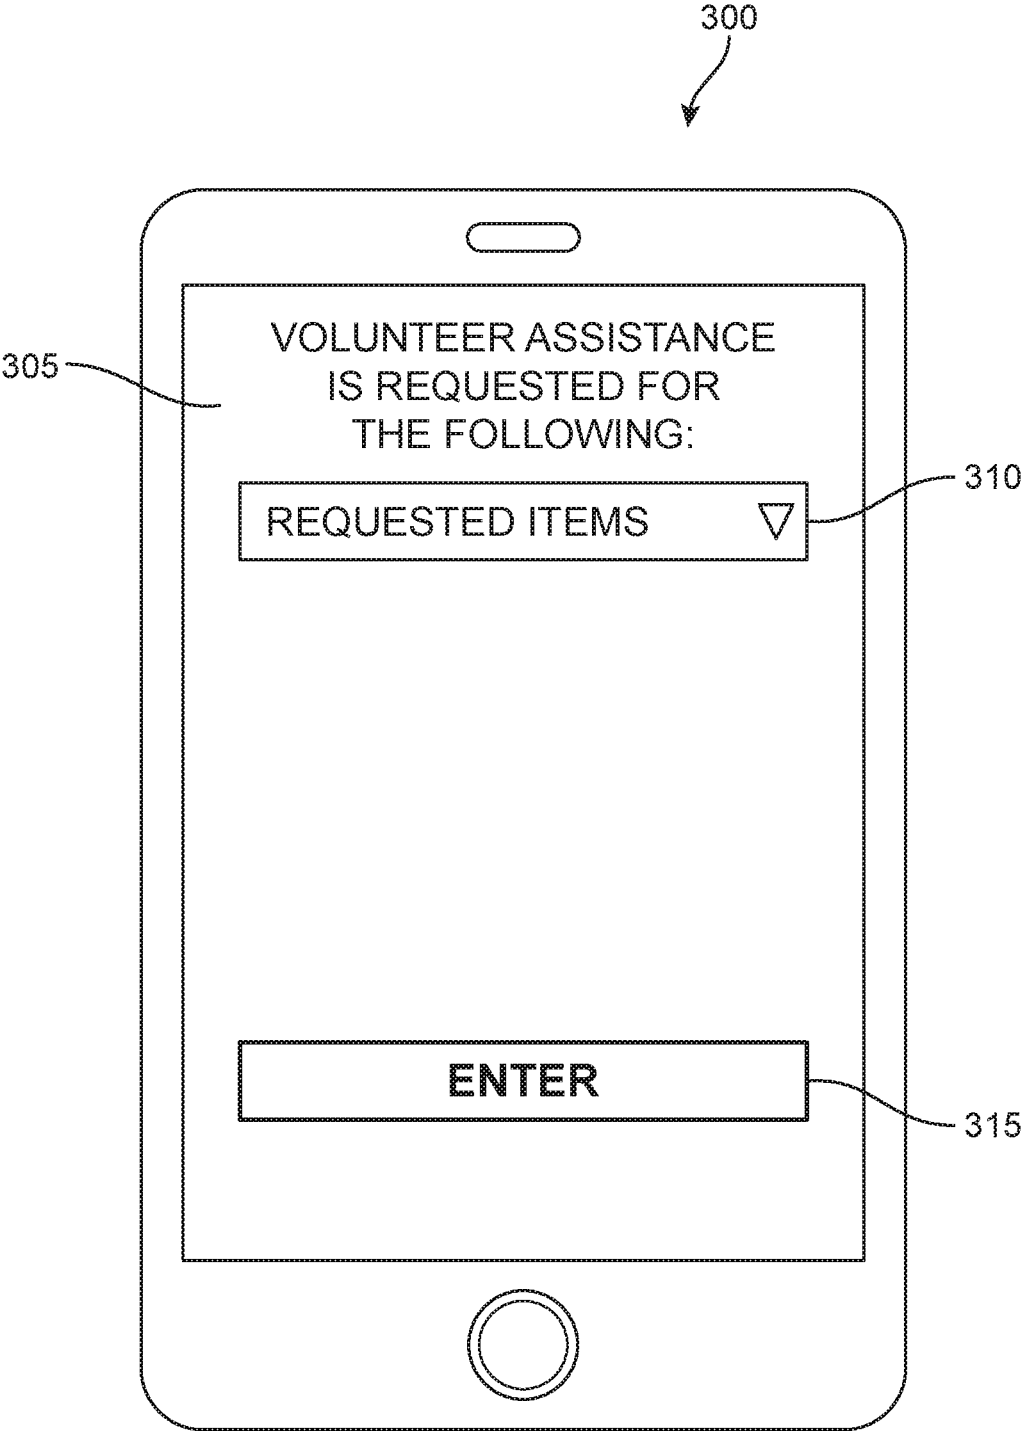 300
VOLUNTEER ASSISTANCE
IS REQUESTED FOR
THE FOLLOWING:
305
310
REQUESTED ITEMS
ENTER
315